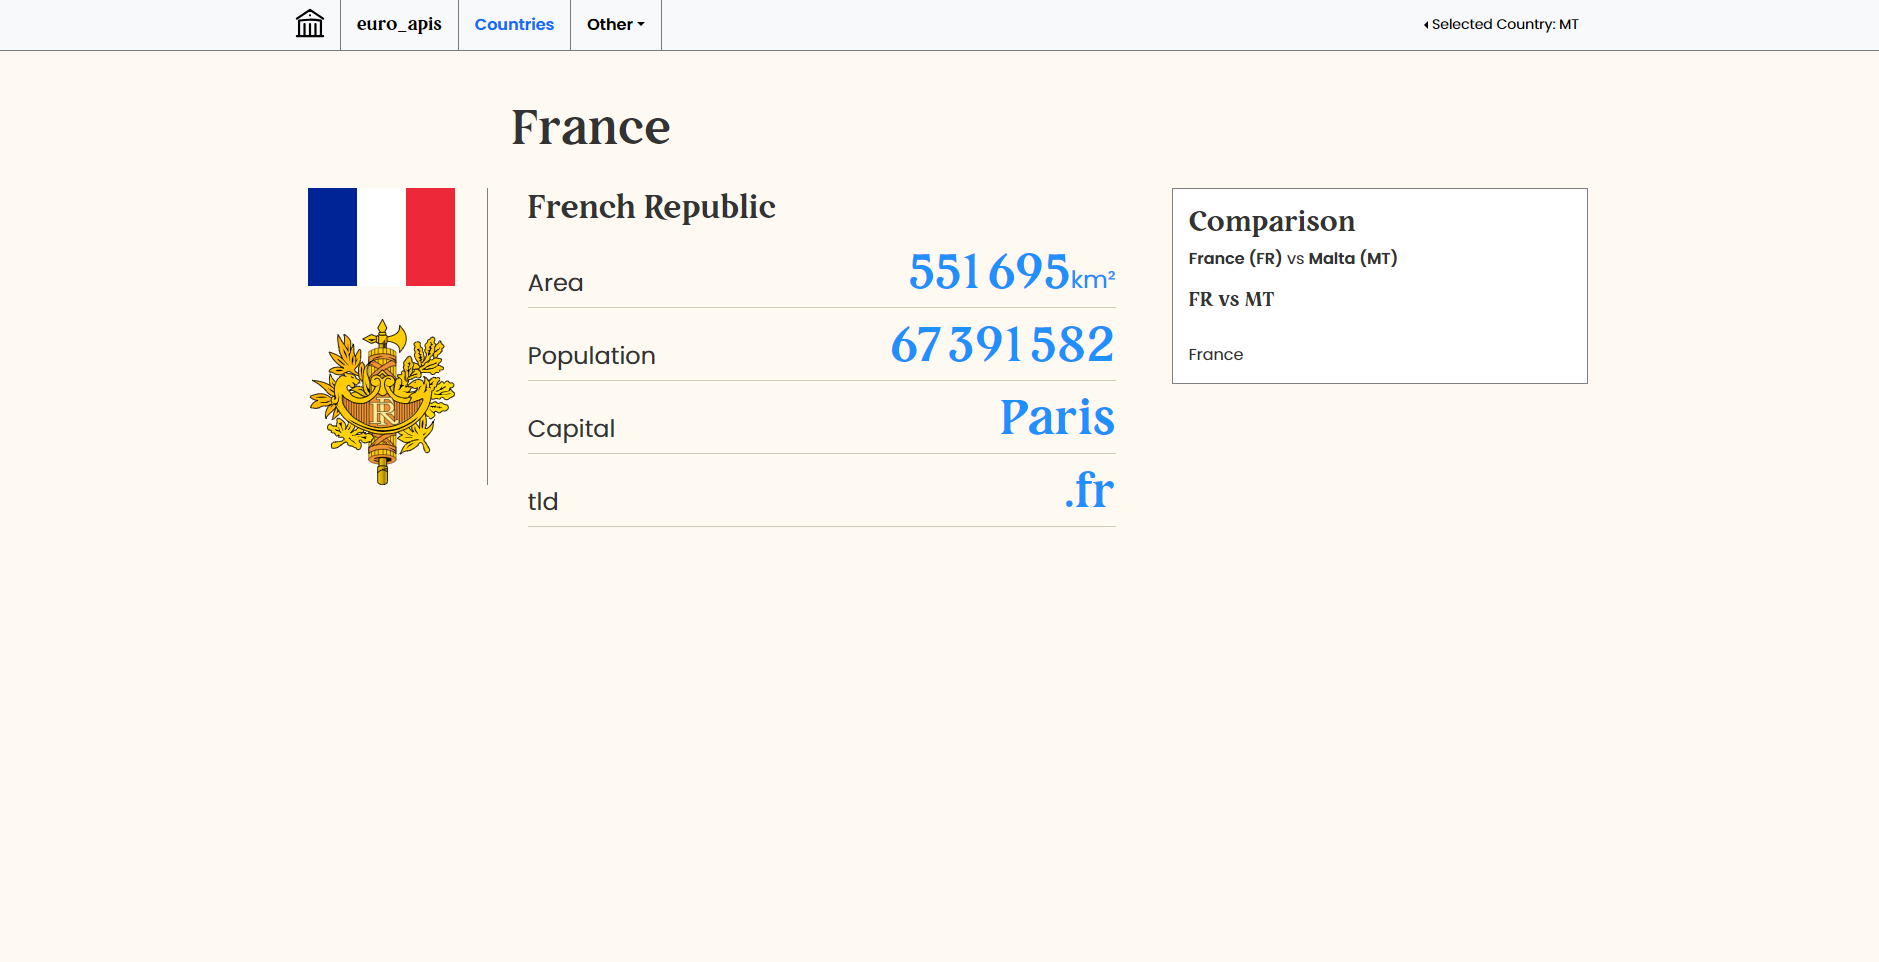 euro_apis
Countries
Other
Selected Country: MT
France
French Republic
Area
551 695km²
Population
67 391 582
Capital
Paris
tld
.fr
RF
Comparison
France (FR) vs Malta (MT)
FR vs MT
France